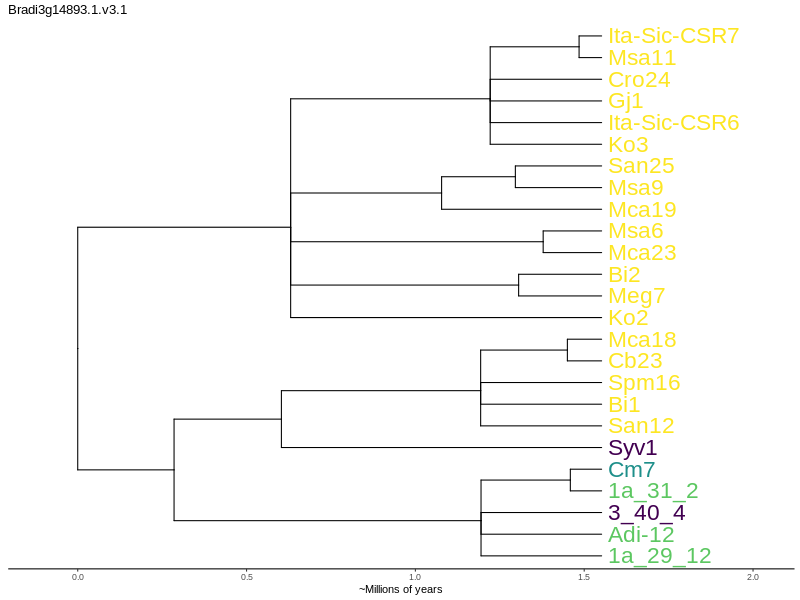 Bradi3g14893.1.v3.1
Ita-Sic-CSR7
Msa11
Cro24
Gj1
Ita-Sic-CSR6
Ko3
San25
Msa9
Mca19
Msa6
Mca23
Bi2
Meg7
Ko2
Mca18
Cb23
Spm16
Bi1
San12
Syv1
Cm7
1a_31_2
3_40_4
Adi-12
1a_29_12
0.0 0.5 1.0 1.5 2.0
~Millions of years